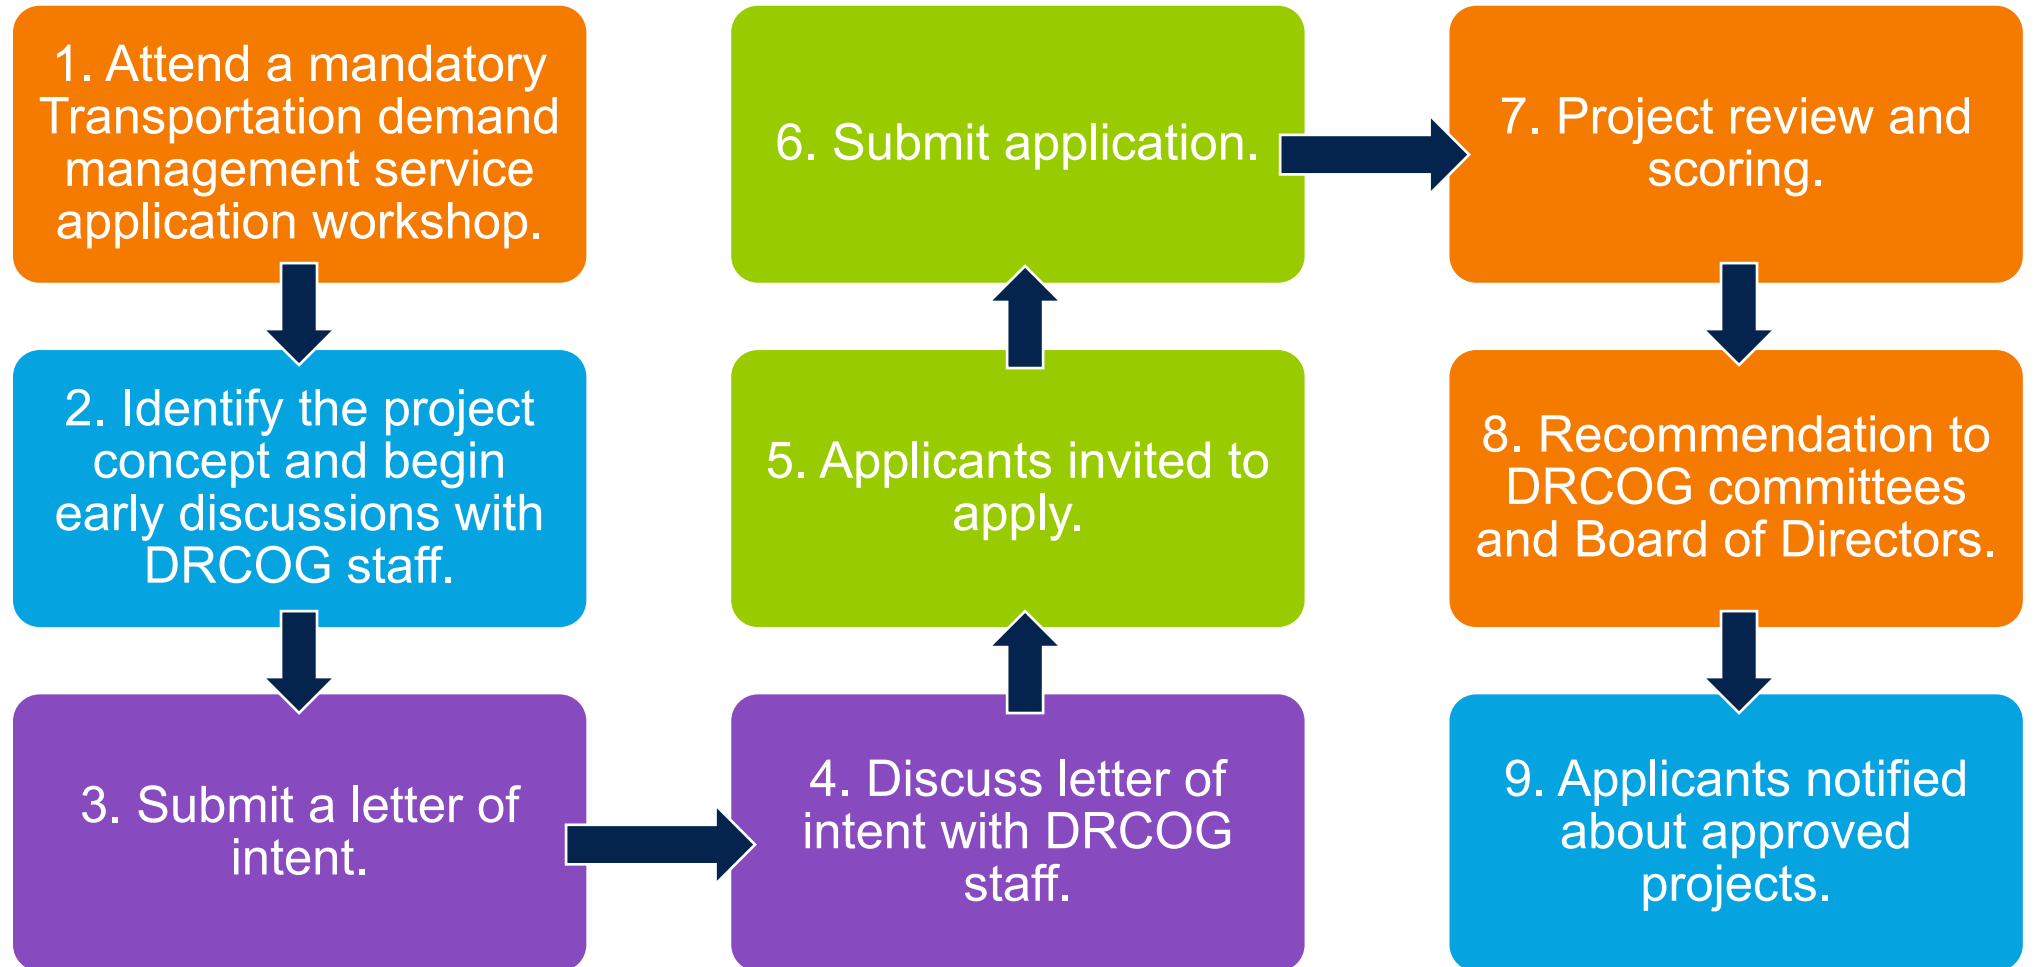 1. Attend a mandatory
Transportation demand
management service
application workshop.
2. Identify the project
concept and begin
early discussions with
DRCOG staff.
3. Submit a letter of
intent.
4. Discuss letter of
intent with DRCOG
staff.
5. Applicants invited to
apply.
6. Submit application.
7. Project review and
scoring.
8. Recommendation to
DRCOG committees
and Board of Directors.
9. Applicants notified
about approved
projects.